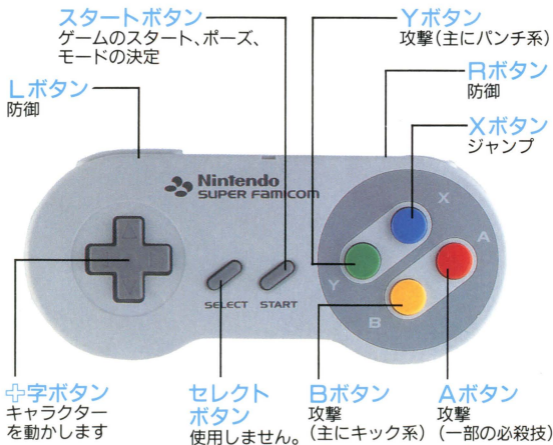 スタートボタン
ゲームのスタート、ポーズ、
モードの決定
Yボタン
攻撃(主にパンチ系)
Lボタン
防御
Rボタン
防御
Xボタン
ジャンプ
Nintendo
SUPER FAMICOM
X
A
Y
B
SELECT START
十字ボタン
キャラクター
を動かします
セレクト
ボタン
使用しません。
Bボタン
攻撃
(主にキック系)
Aボタン
攻撃
(一部の必殺技)